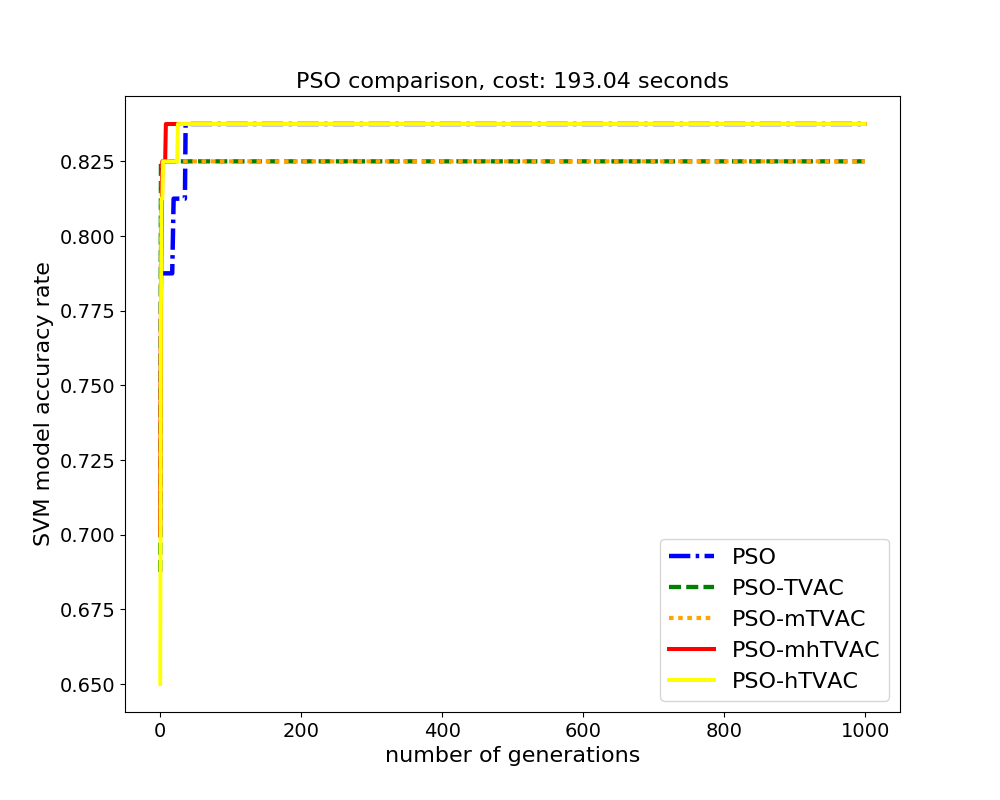 PSO comparison, cost: 193.04 seconds
SVM model accuracy rate
0.825
0.800
0.775
0.750
0.725
0.700
0.675
0.650
PSO
PSO-TVAC
PSO-mTVAC
PSO-mhTVAC
PSO-hTVAC
0 200 400 600 800 1000
number of generations